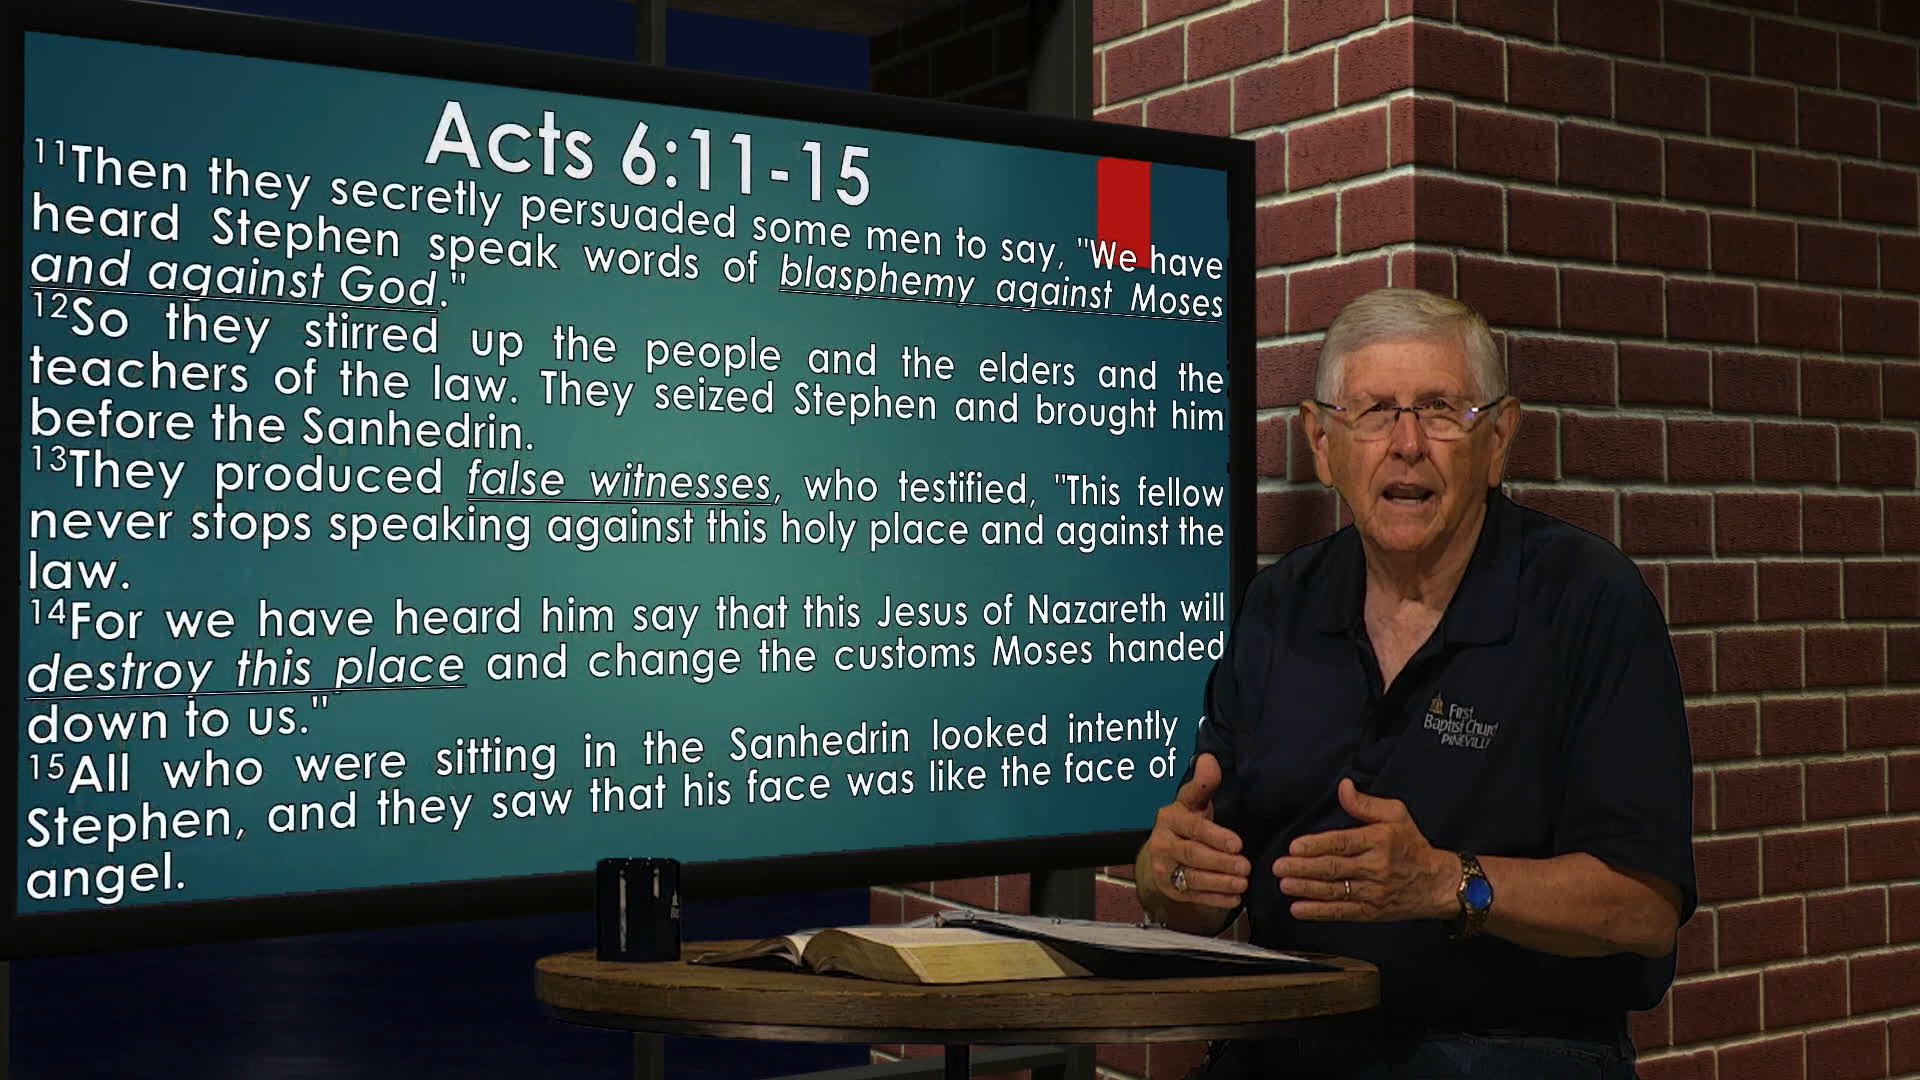 Acts 6:11-15
11Then they secretly persuaded some men to say, "We have
heard Stephen speak words of blasphemy against Moses
and against God."
12So they stirred up the people and the elders and the
teachers of the law. They seized Stephen and brought him
before the Sanhedrin.
13They produced false witnesses, who testified, "This fellow
never stops speaking against this holy place and against the
law.
14For we have heard him say that this Jesus of Nazareth will
destroy this place and change the customs Moses handed
down to us."
15All who were sitting in the Sanhedrin looked intently
Stephen, and they saw that his face was like the face of
angel.
First
Baptist Church
PINEVILLE